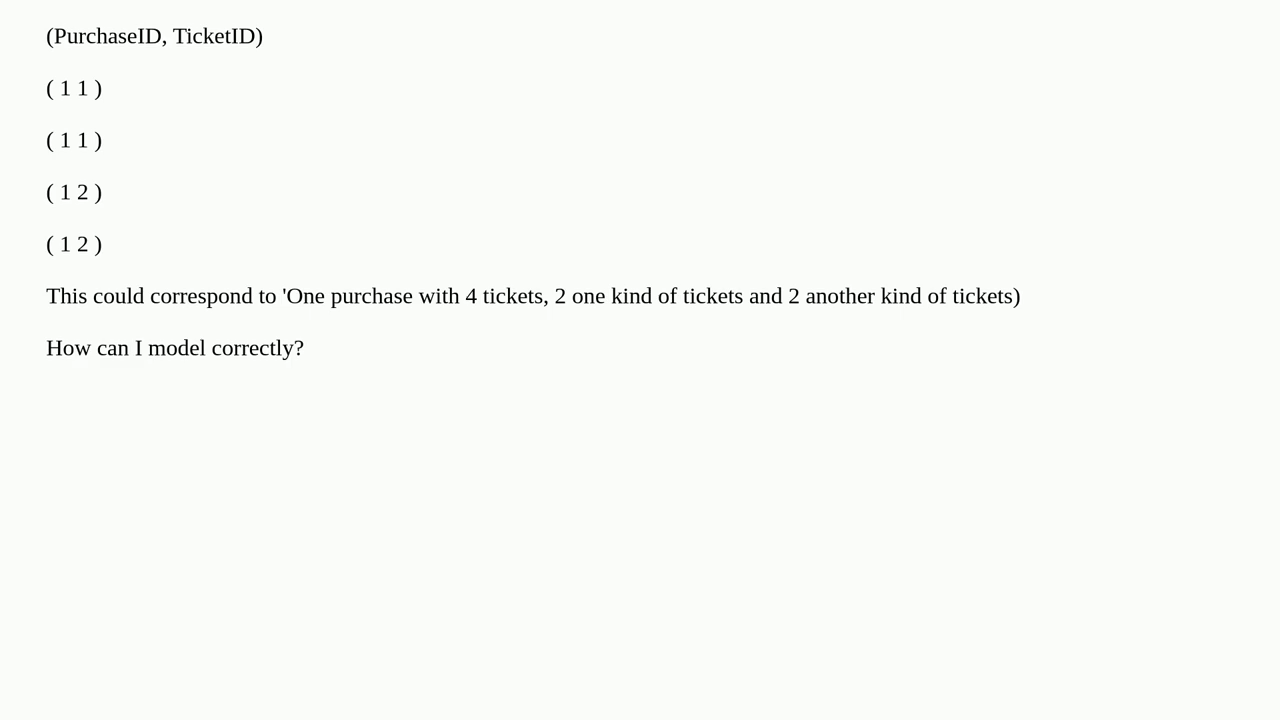 (PurchaseID, TicketID)
( 1 1 )
( 1 1 )
( 1 2 )
( 1 2 )
This could correspond to 'One purchase with 4 tickets, 2 one kind of tickets and 2 another kind of tickets)
How can I model correctly?